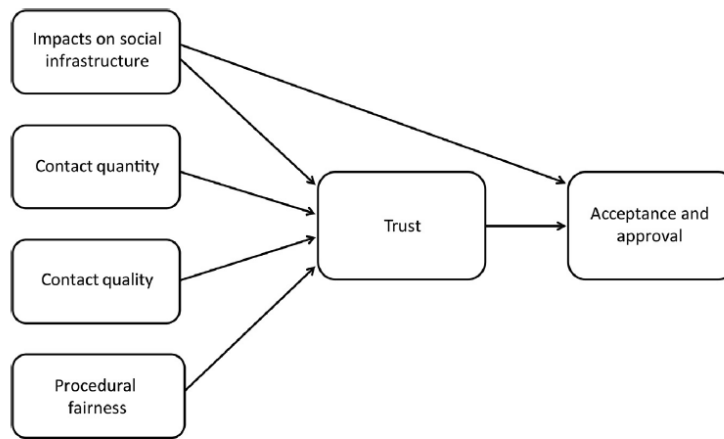 Impacts on social
infrastructure
Contact quantity
Contact quality
Procedural
fairness
Trust
Acceptance and
approval